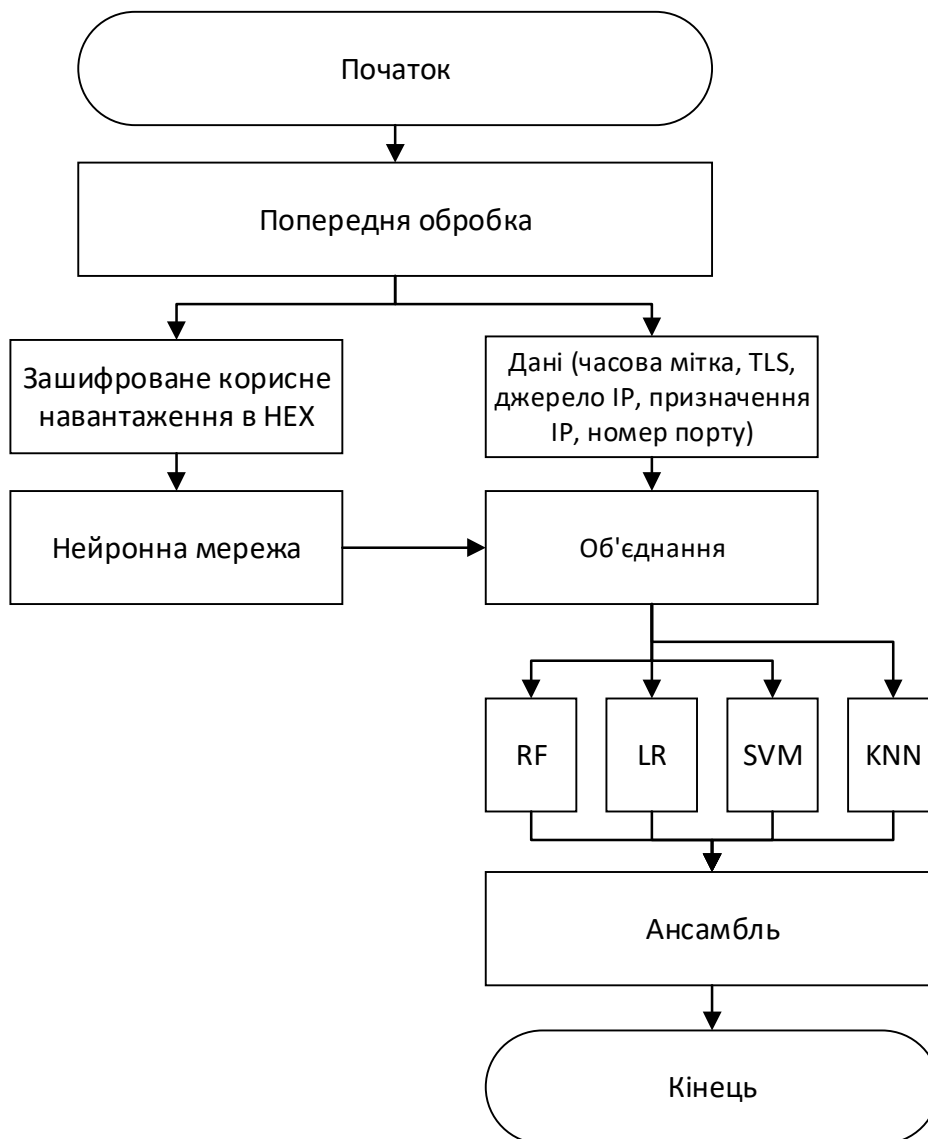 Початок
Попередня обробка
Зашифроване корисне
навантаження в HEX
Дані (часова мітка, TLS,
джерело IP, призначення
IP, номер порту)
Нейронна мережа
Об'єднання
RF
LR
SVM
KNN
Ансамбль
Кінець